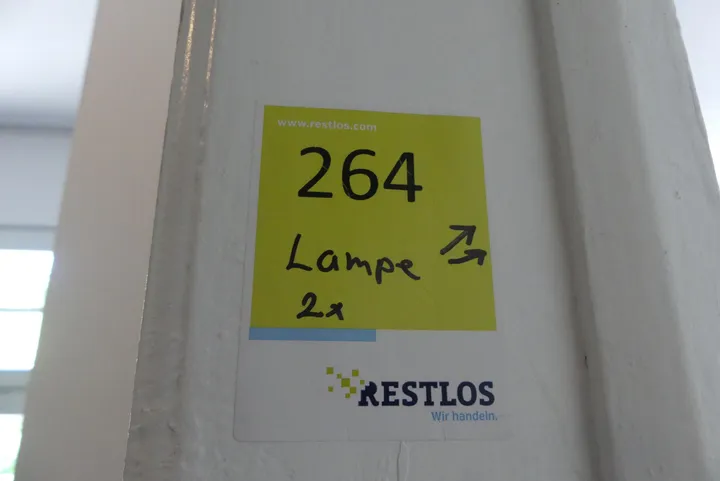 www.restlos.com
264
Lampe
2x
RESTLOS
Wir handeln.